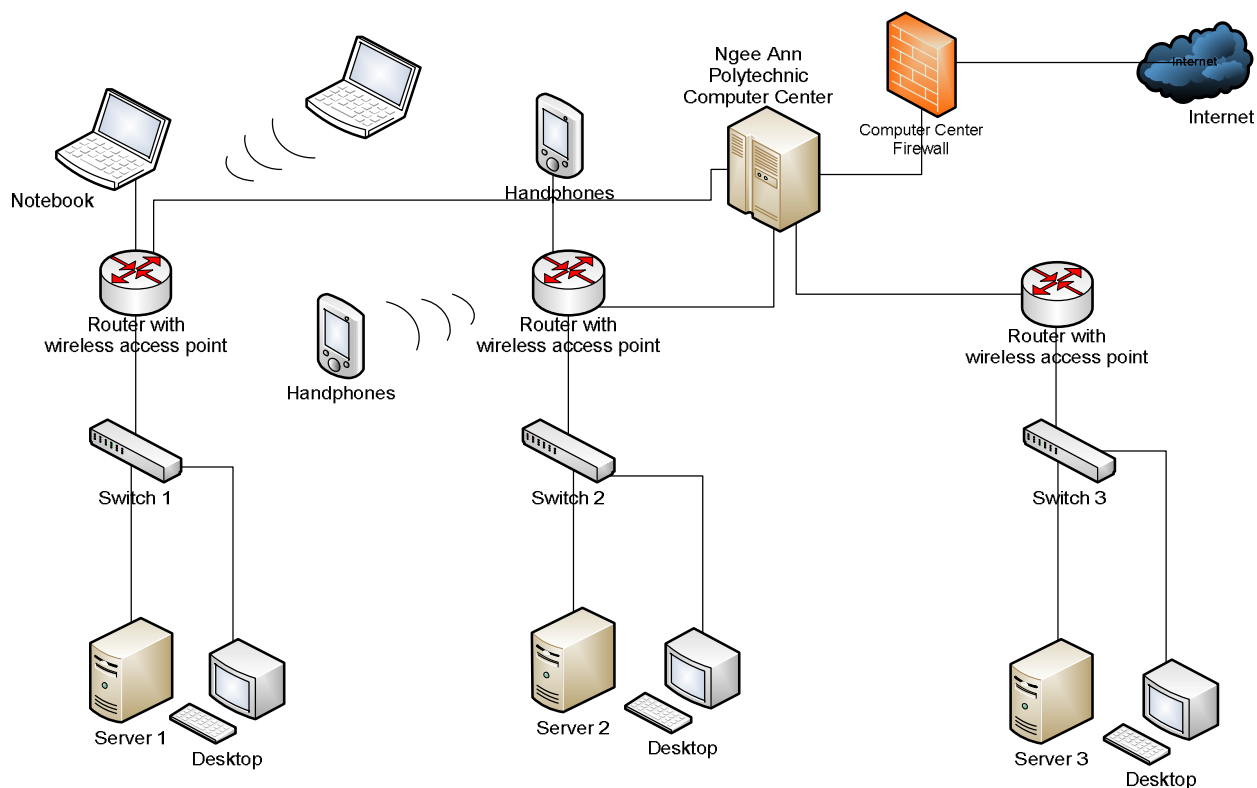 Ngee Ann
Polytechnic
Computer Center
Internet
Internet
Computer Center
Firewall
Notebook
Handphones
Router with
wireless access point
Router with
wireless access point
Router with
wireless access point
Handphones
Switch 1
Switch 2
Switch 3
Server 1
Desktop
Server 2
Desktop
Server 3
Desktop